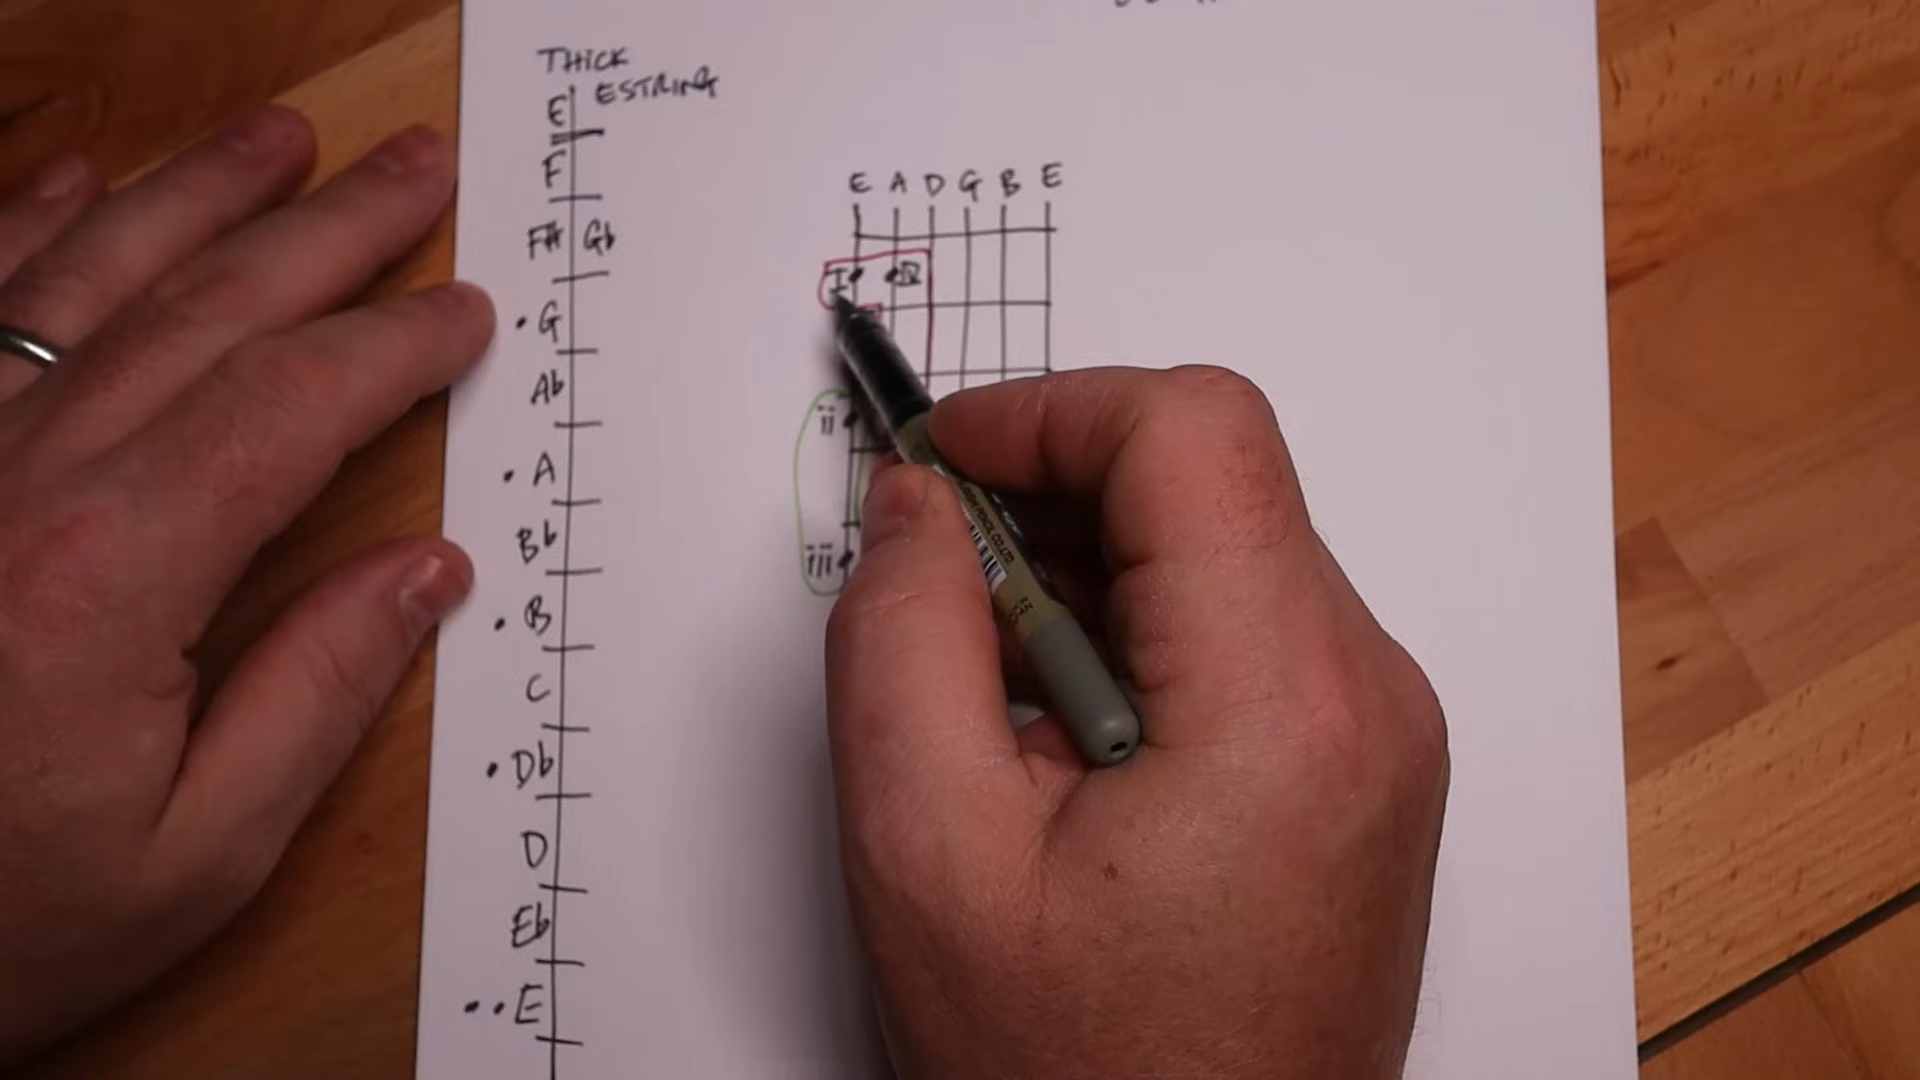 THICK
E STRING
E
F
F# Gb
G
Ab
A
Bb
B
C
Db
D
Eb
E
E A D G B E
I IV
ii
iii